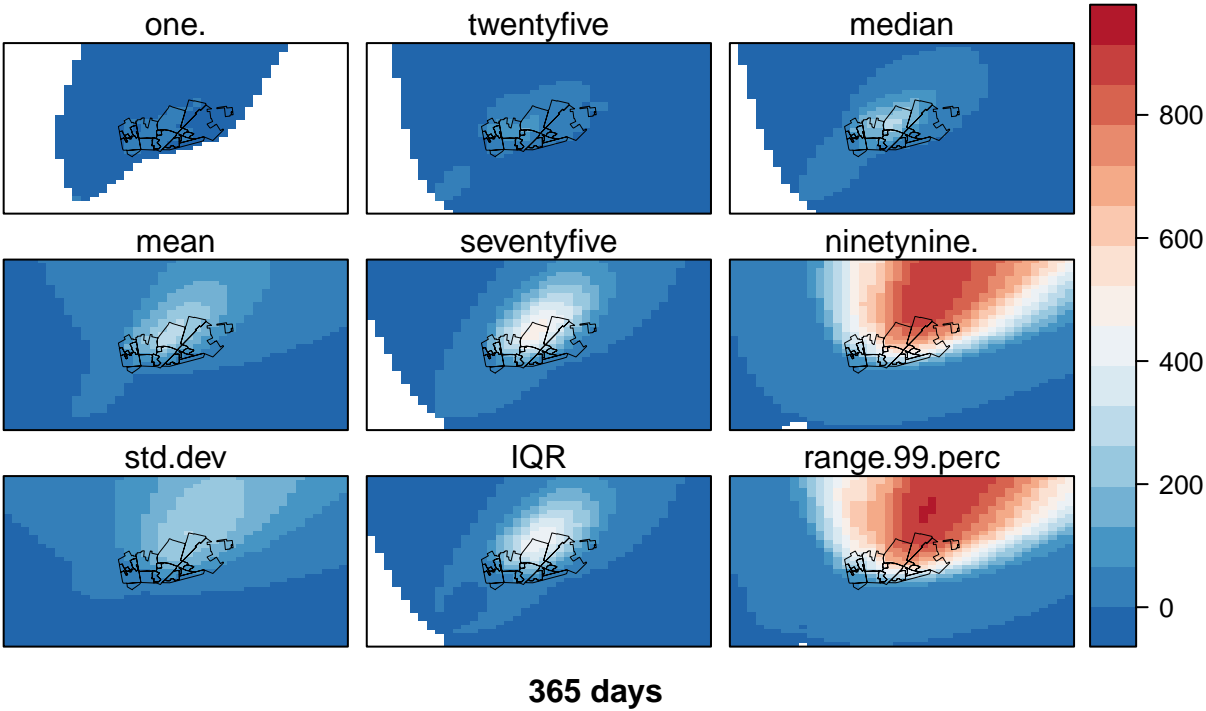 one. twentyfive median
mean seventyfive ninetynine.
std.dev IQR range.99.perc
800
600
400
200
0
365 days